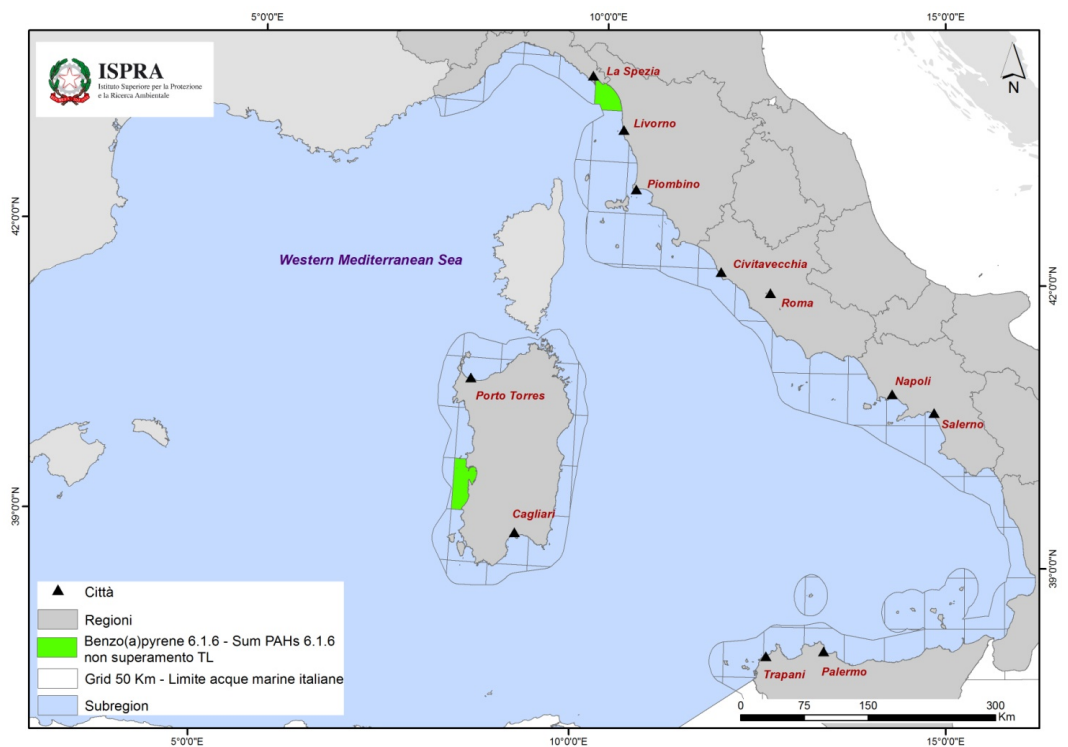 5°0'0"E
10°0'0"E
15°0'0"E
ISPRA
Istituto Superiore per la Protezione
e la Ricerca Ambientale
N
La Spezia
Livorno
Piombino
42°0'0"N
Western Mediterranean Sea
Civitavecchia
42°0'0"N
Roma
Porto Torres
Napoli
Salerno
39°0'0"N
Cagliari
39°0'0"N
Città
Regioni
Benzo(a)pyrene 6.1.6 - Sum PAHs 6.1.6
non superamento TL
Grid 50 Km - Limite acque marine italiane
Subregion
Trapani
Palermo
0 75 150 300
Km
5°0'0"E
10°0'0"E
15°0'0"E